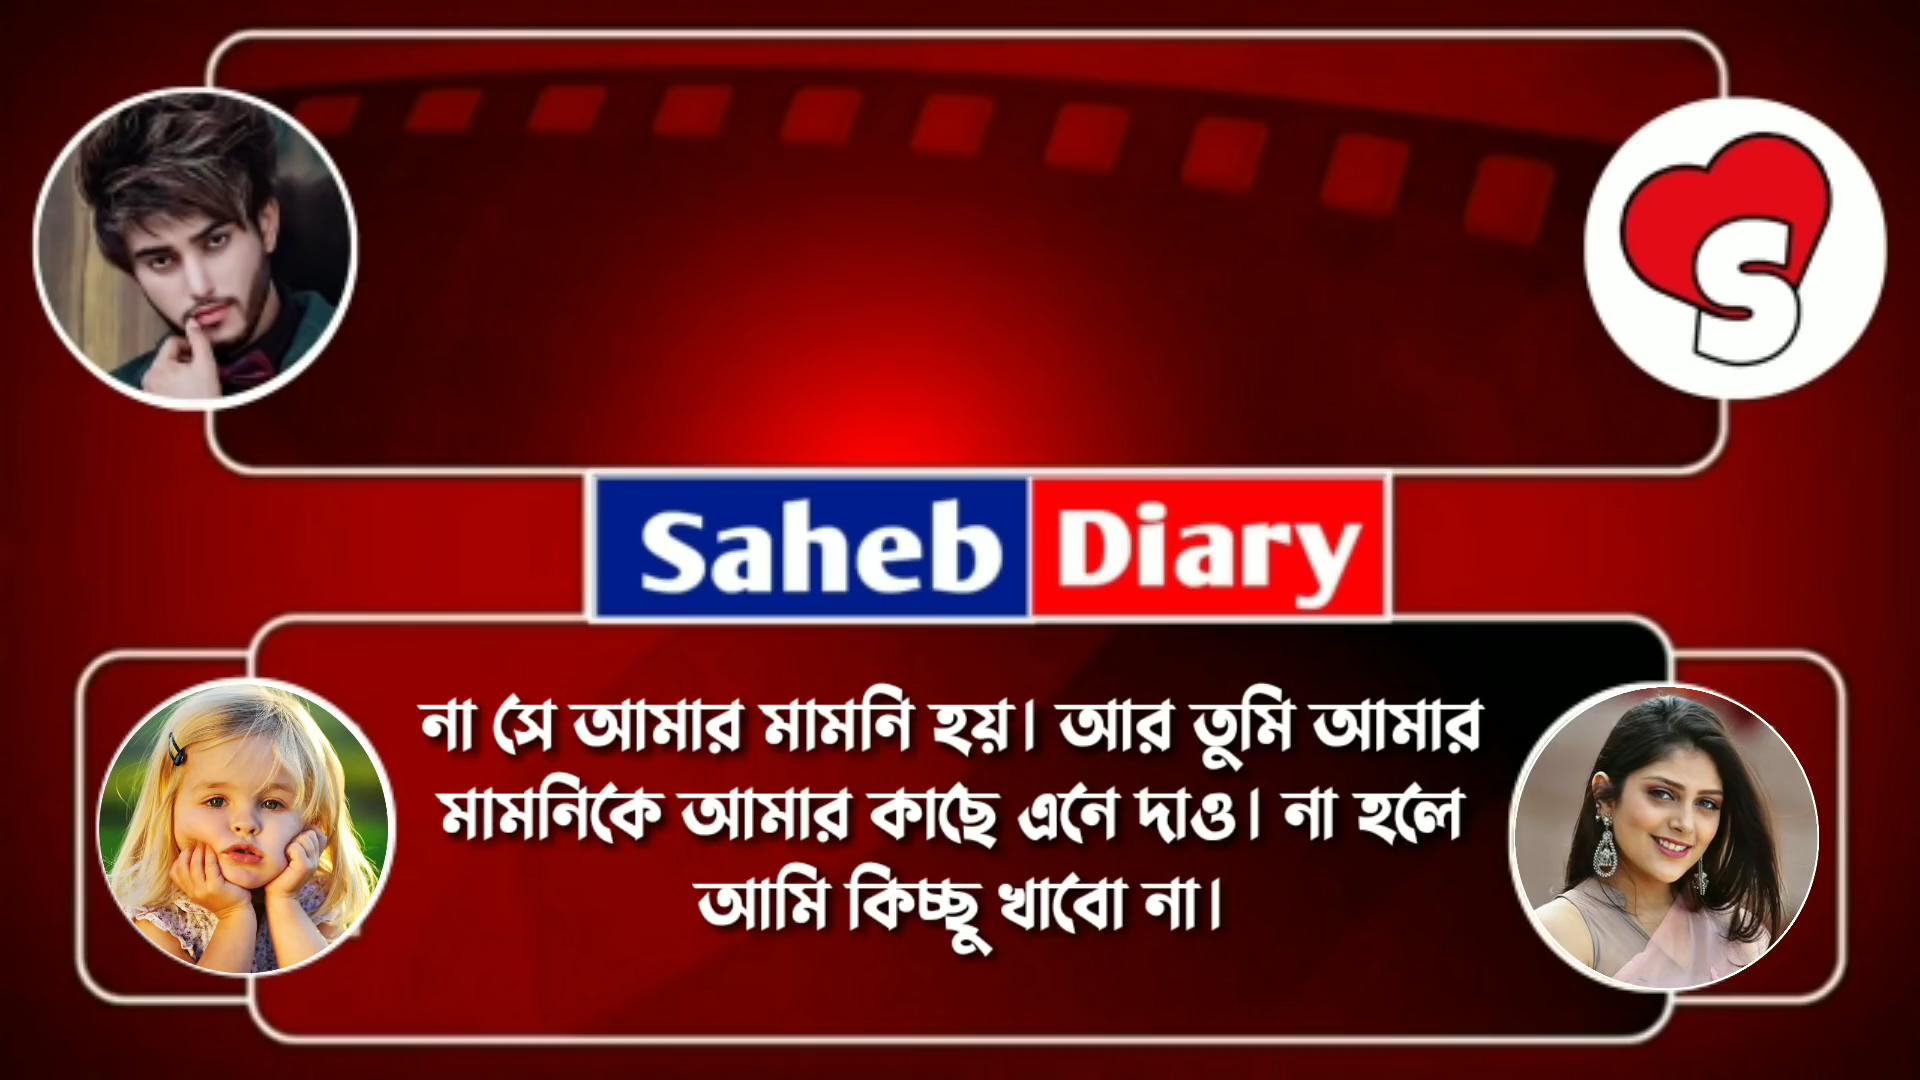 S
Saheb Diary
না সে আমার মামনি হয়। আর তুমি আমার
মামনিকে আমার কাছে এনে দাও। না হলে
আমি কিচ্ছু খাবো না।